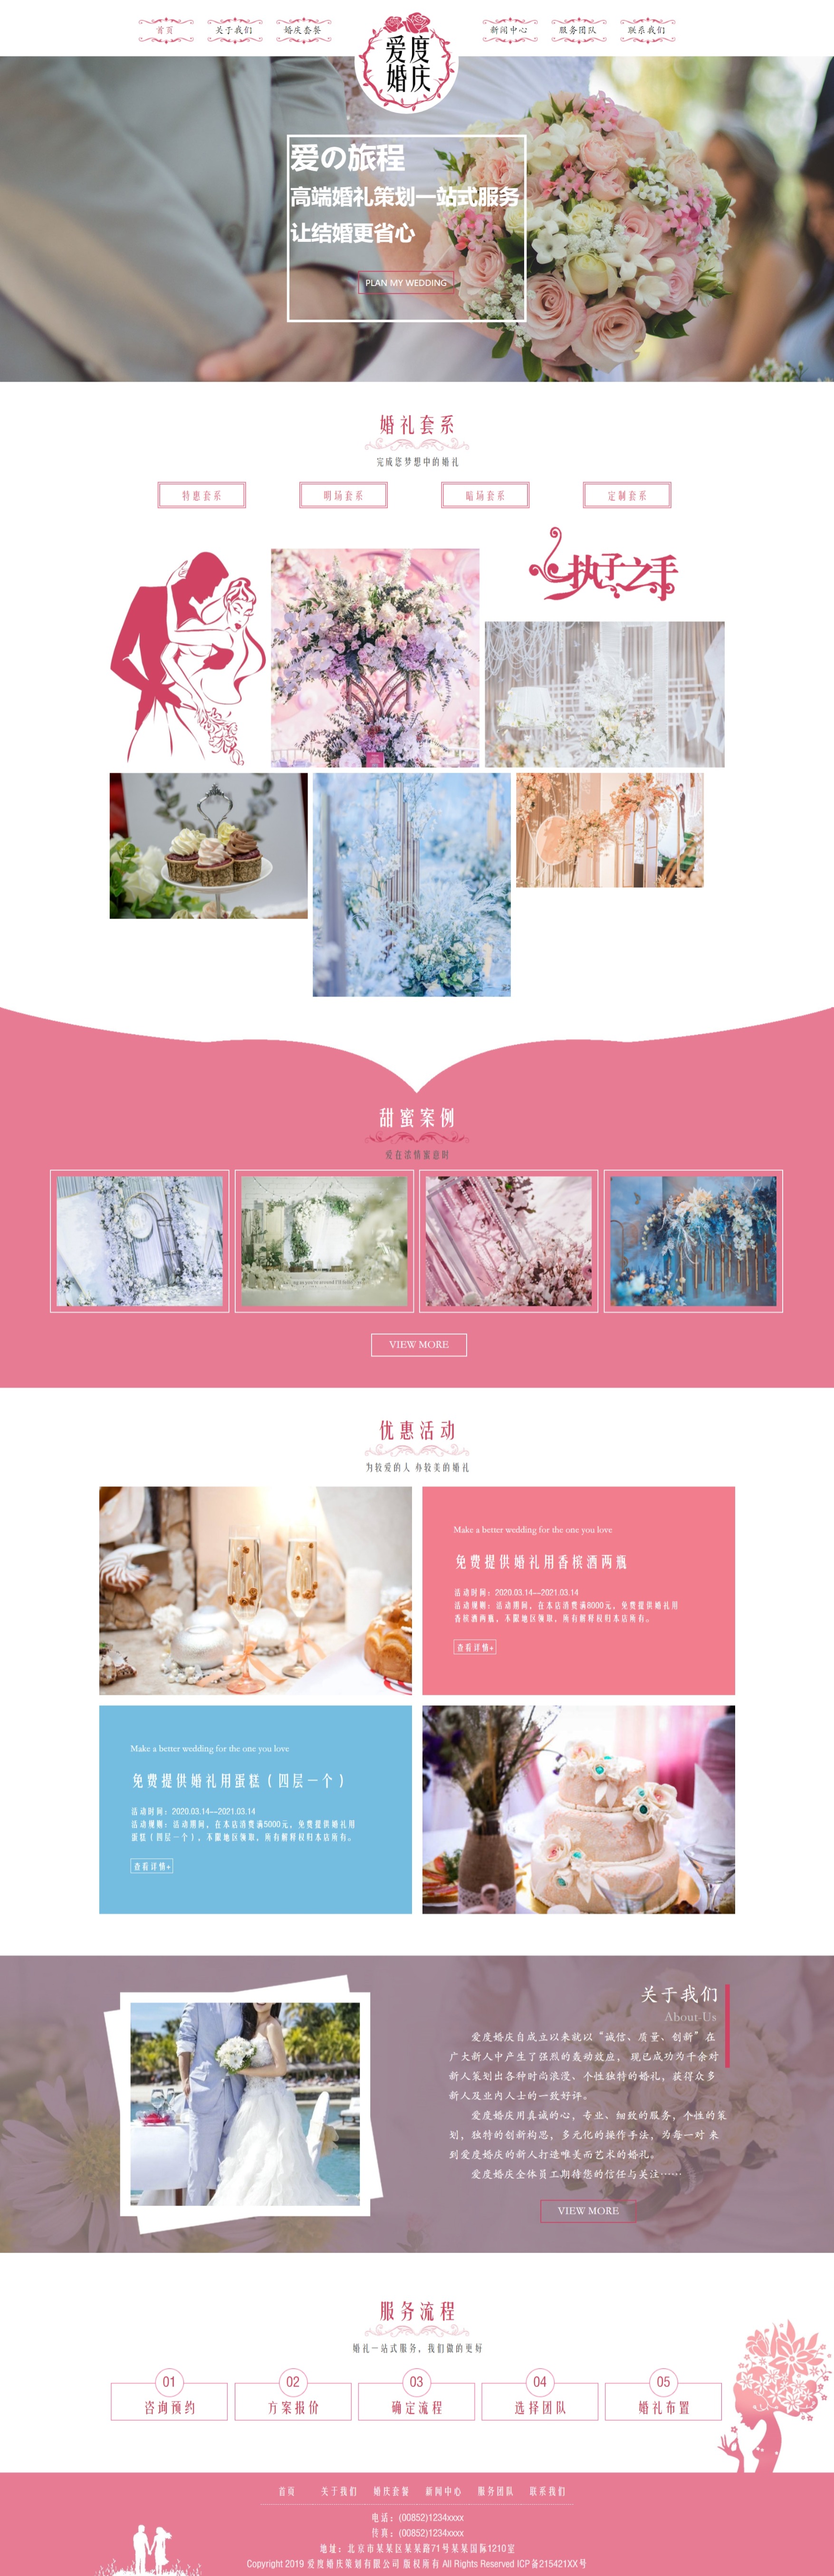 首页
关于我们
婚庆套餐
爱度
婚庆
新闻中心
服务团队
联系我们
爱の旅程
高端婚礼策划一站式服务
让结婚更省心
PLAN MY WEDDING
婚礼套系
完成您梦想中的婚礼
特惠套系
明场套系
暗场套系
定制套系
执子之手
甜蜜案例
爱在浓情蜜意时
VIEW MORE
优惠活动
为较爱的人 办较美的婚礼
Make a better wedding for the one you love
免费提供婚礼用香槟酒两瓶
活动时间：2020.03.14—2021.03.14
活动规则：活动期间，在本店消费满8000元，免费提供婚礼用
香槟酒两瓶，不限地区领取，所有解释权归本店所有。
查看详情+
Make a better wedding for the one you love
免费提供婚礼用蛋糕（四层一个）
活动时间：2020.03.14—2021.03.14
活动规则：活动期间，在本店消费满5000元，免费提供婚礼用
蛋糕（四层一个），不限地区领取，所有解释权归本店所有。
查看详情+
关于我们
About-Us
爱度婚庆自成立以来就以“诚信、质量、创新”在
广大新人中产生了强烈的轰动效应， 现已成功为千余对
新人策划出各种时尚浪漫、个性独特的婚礼，获得众多
新人及业内人士的一致好评。
爱度婚庆用真诚的心，专业、细致的服务，个性的策
划，独特的创新构思，多元化的操作手法，为每一对 来
到爱度婚庆的新人打造唯美而艺术的婚礼。
爱度婚庆全体员工期待您的信任与关注……
VIEW MORE
服务流程
婚礼一站式服务，我们做的更好
01
咨询预约
02
方案报价
03
确定流程
04
选择团队
05
婚礼布置
首页 关于我们 婚庆套餐 新闻中心 服务团队 联系我们
电话：(00852)1234xxxx
传真：(00852)1234xxxx
地址：北京市某某区某某路71号某某国际1210室
Copyright 2019 爱度婚庆策划有限公司 版权所有 All Rights Reserved ICP备215421XX号